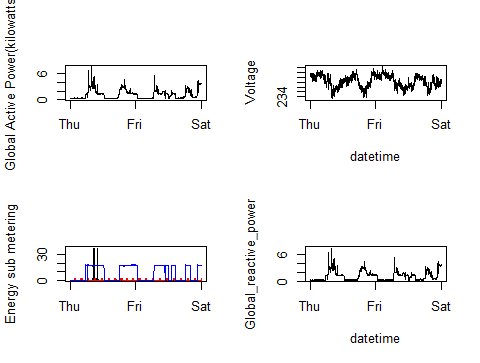 Global Active Power(kilowatts
6
0
Thu Fri Sat
Voltage
234
Thu Fri Sat
datetime
Energy sub metering
30
0
Thu Fri Sat
Global_reactive_power
6
0
Thu Fri Sat
datetime